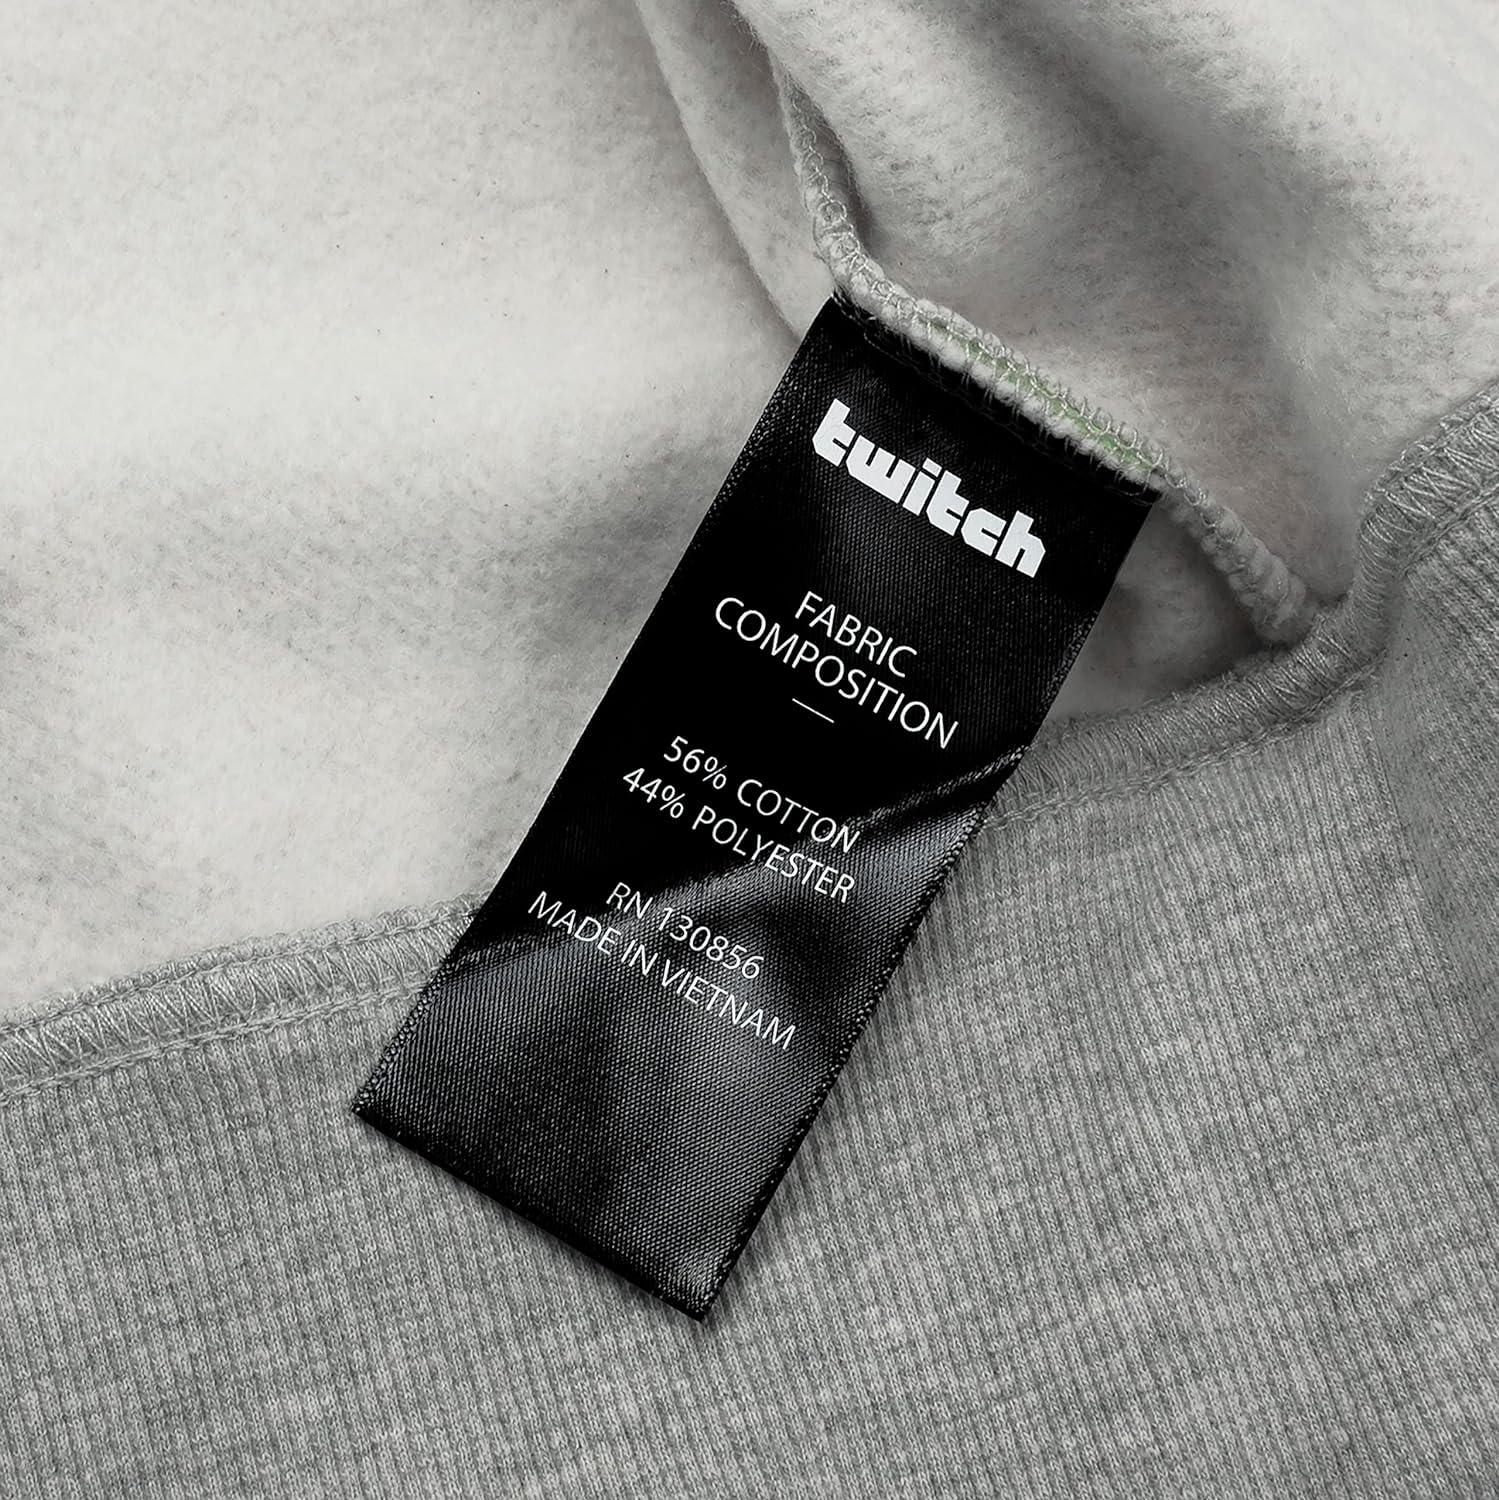 twitch
FABRIC
COMPOSITION
56% COTTON
44% POLYESTER
RN 130856
MADE IN VIETNAM